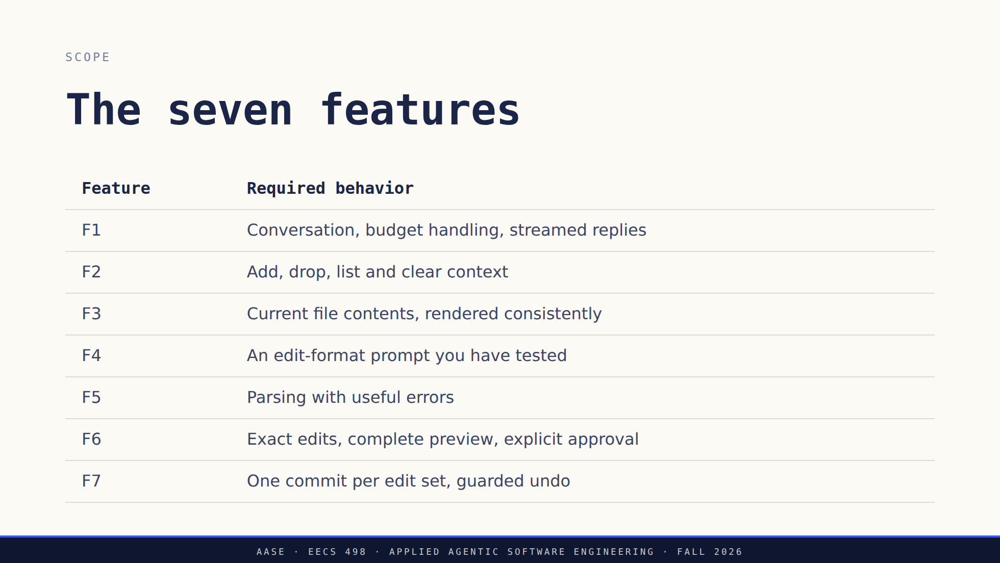 SCOPE
The seven features
Feature Required behavior
F1 Conversation, budget handling, streamed replies
F2 Add, drop, list and clear context
F3 Current file contents, rendered consistently
F4 An edit-format prompt you have tested
F5 Parsing with useful errors
F6 Exact edits, complete preview, explicit approval
F7 One commit per edit set, guarded undo
AASE · EECS 498 · APPLIED AGENTIC SOFTWARE ENGINEERING · FALL 2026